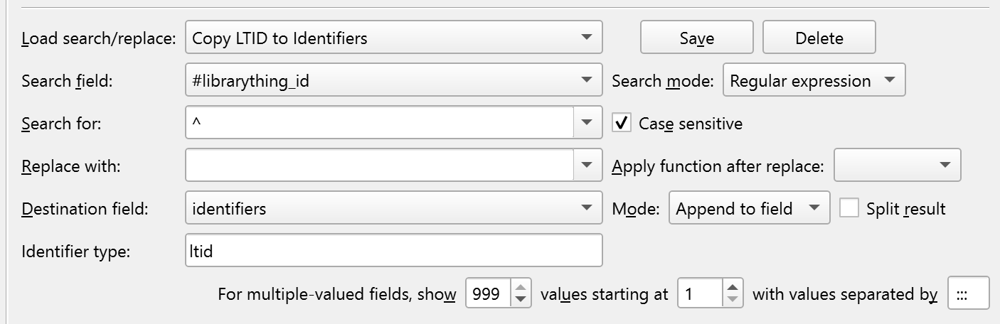 Load search/replace: Copy LTID to Identifiers Save Delete
Search field: #librarything_id Search mode: Regular expression
Search for: ^ Case sensitive
Replace with: Apply function after replace:
Destination field: identifiers Mode: Append to field Split result
Identifier type: ltid
For multiple-valued fields, show 999 values starting at 1 with values separated by :::